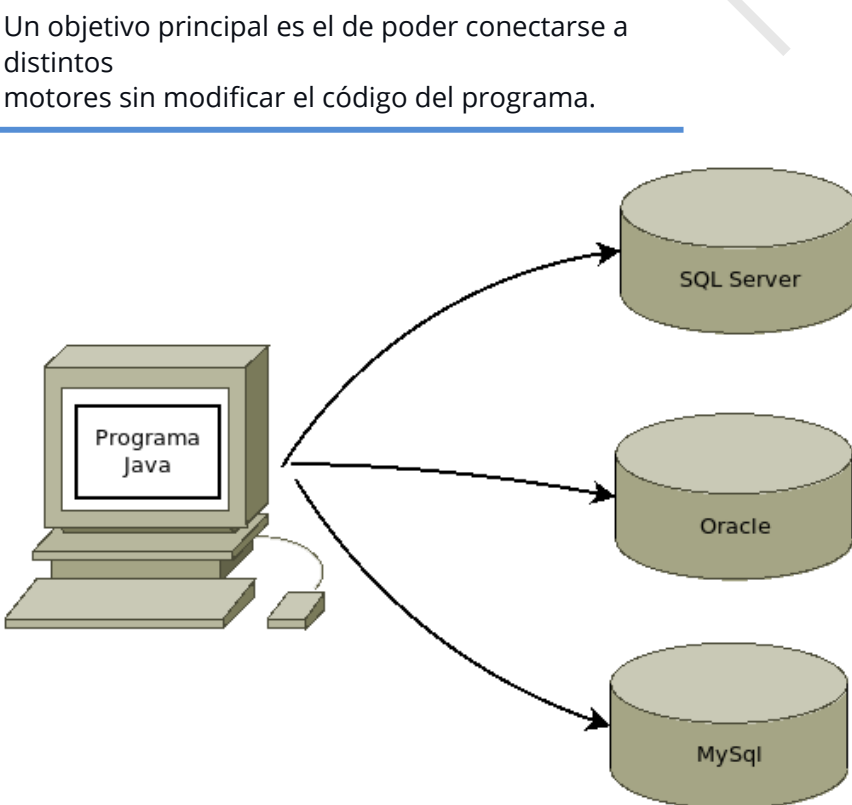 Un objetivo principal es el de poder conectarse a
distintos
motores sin modificar el código del programa.
SQL Server
Programa
Java
Oracle
MySql